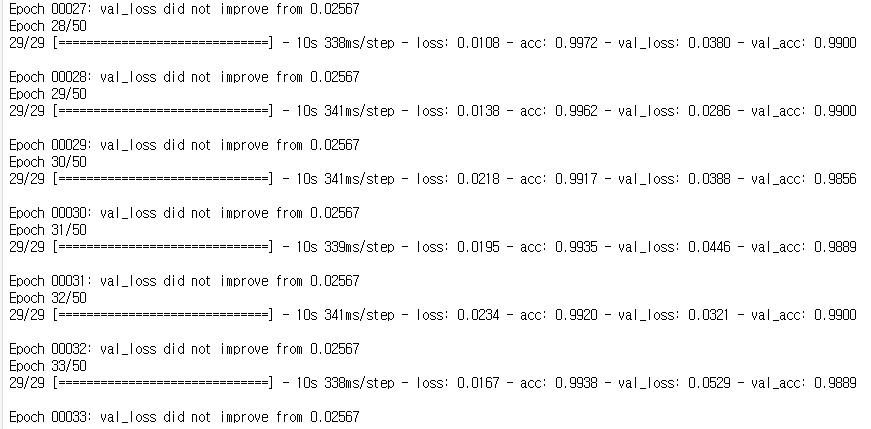 Epoch 00027: val_loss did not improve from 0.02567
Epoch 28/50
29/29 [==============================] - 10s 338ms/step - loss: 0.0108 - acc: 0.9972 - val_loss: 0.0380 - val_acc: 0.9900
Epoch 00028: val_loss did not improve from 0.02567
Epoch 29/50
29/29 [==============================] - 10s 341ms/step - loss: 0.0138 - acc: 0.9962 - val_loss: 0.0286 - val_acc: 0.9900
Epoch 00029: val_loss did not improve from 0.02567
Epoch 30/50
29/29 [==============================] - 10s 341ms/step - loss: 0.0218 - acc: 0.9917 - val_loss: 0.0388 - val_acc: 0.9856
Epoch 00030: val_loss did not improve from 0.02567
Epoch 31/50
29/29 [==============================] - 10s 339ms/step - loss: 0.0195 - acc: 0.9935 - val_loss: 0.0446 - val_acc: 0.9889
Epoch 00031: val_loss did not improve from 0.02567
Epoch 32/50
29/29 [==============================] - 10s 341ms/step - loss: 0.0234 - acc: 0.9920 - val_loss: 0.0321 - val_acc: 0.9900
Epoch 00032: val_loss did not improve from 0.02567
Epoch 33/50
29/29 [==============================] - 10s 338ms/step - loss: 0.0167 - acc: 0.9938 - val_loss: 0.0529 - val_acc: 0.9889
Epoch 00033: val_loss did not improve from 0.02567